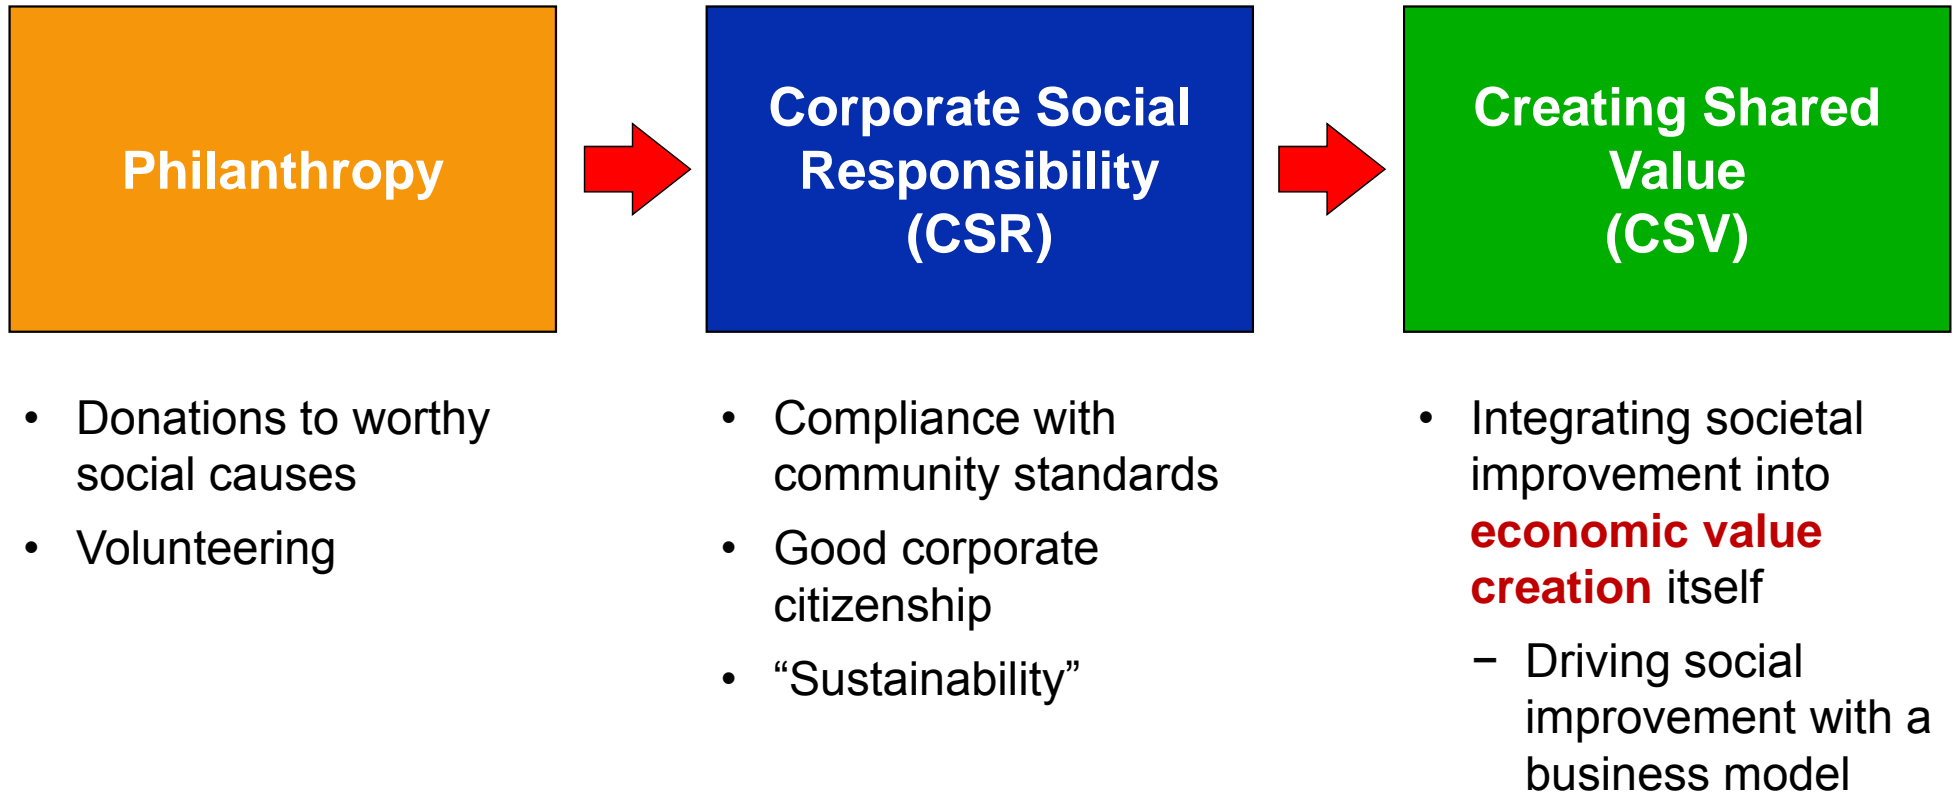 Philanthropy
Corporate Social
Responsibility
(CSR)
Creating Shared
Value
(CSV)
• Donations to worthy
social causes
• Volunteering
• Compliance with
community standards
• Good corporate
citizenship
• “Sustainability”
• Integrating societal
improvement into
economic value
creation itself
− Driving social
improvement with a
business model